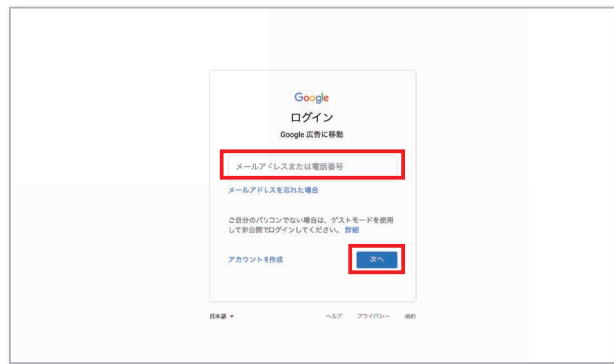 Google
ログイン
Google 広告に移動
メールアドレスまたは電話番号
メールアドレスを忘れた場合
ご自分のパソコンでない場合は、ゲストモードを使用
して非公開でログインしてください。 詳細
アカウントを作成
次へ
日本語
ヘルプ プライバシー 規約